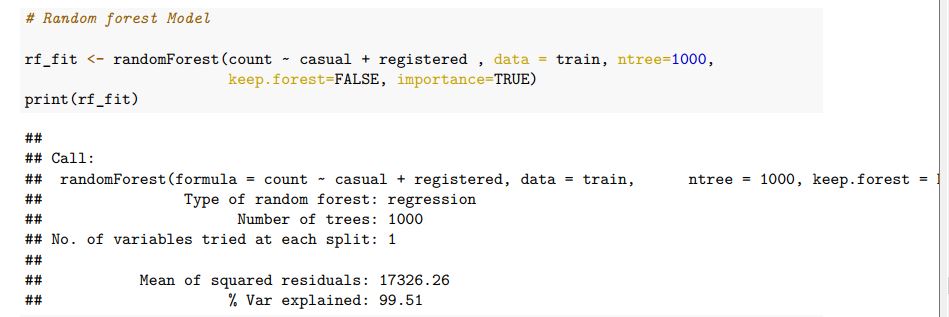 # Random forest Model
rf_fit <- randomForest(count ~ casual + registered , data = train, ntree=1000,
keep.forest=FALSE, importance=TRUE)
print(rf_fit)
##
## Call:
## randomForest(formula = count ~ casual + registered, data = train, ntree = 1000, keep.forest =
## Type of random forest: regression
## Number of trees: 1000
## No. of variables tried at each split: 1
##
## Mean of squared residuals: 17326.26
## % Var explained: 99.51